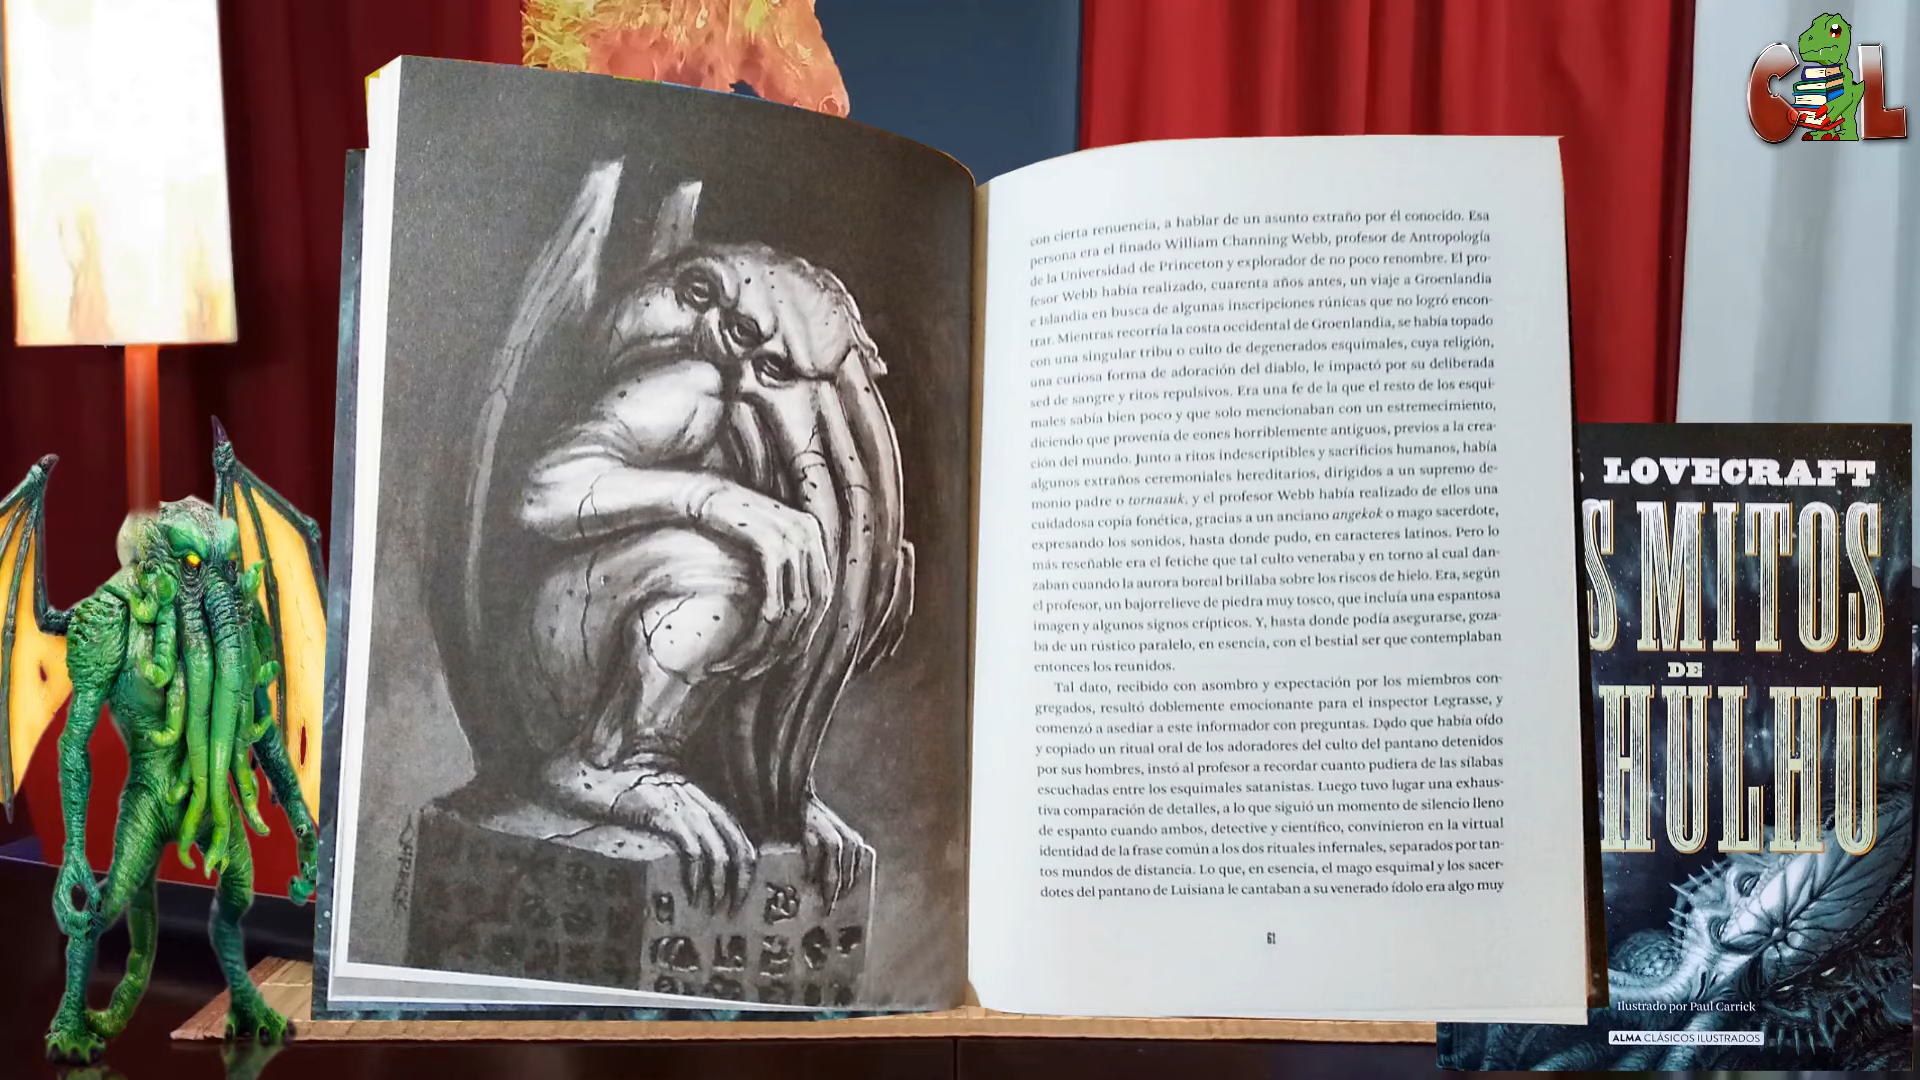 C L
con cierta renuencia, a hablar de un asunto extraño por él conocido. Esa
persona era el finado William Channing Webb, profesor de Antropología
de la Universidad de Princeton y explorador de no poco renombre. El pro-
fesor Webb había realizado, cuarenta años antes, un viaje a Groenlandia
e Islandia en busca de algunas inscripciones rúnicas que no logró encon-
trar. Mientras recorría la costa occidental de Groenlandia, se había topado
con una singular tribu o culto de degenerados esquimales, cuya religión,
una curiosa forma de adoración del diablo, le impactó por su deliberada
sed de sangre y ritos repulsivos. Era una fe de la que el resto de los esqui-
males sabía bien poco y que solo mencionaban con un estremecimiento,
diciendo que provenía de eones horriblemente antiguos, previos a la crea-
ción del mundo. Junto a ritos indescriptibles y sacrificios humanos, había
algunos extraños ceremoniales hereditarios, dirigidos a un supremo de-
monio padre o tornasuk, y el profesor Webb había realizado de ellos una
cuidadosa copia fonética, gracias a un anciano angekok o mago sacerdote,
expresando los sonidos, hasta donde pudo, en caracteres latinos. Pero lo
más reseñable era el fetiche que tal culto veneraba y en torno al cual dan-
zaban cuando la aurora boreal brillaba sobre los riscos de hielo. Era, según
el profesor, un bajorrelieve de piedra muy tosco, que incluía una espantosa
imagen y algunos signos crípticos. Y, hasta donde podía asegurarse, goza-
ba de un rústico paralelo, en esencia, con el bestial ser que contemplaban
entonces los reunidos.
Tal dato, recibido con asombro y expectación por los miembros con-
gregados, resultó doblemente emocionante para el inspector Legrasse, y
comenzó a asediar a este informador con preguntas. Dado que había oído
y copiado un ritual oral de los adoradores del culto del pantano detenidos
por sus hombres, instó al profesor a recordar cuanto pudiera de las sílabas
escuchadas entre los esquimales satanistas. Luego tuvo lugar una exhaus-
tiva comparación de detalles, a lo que siguió un momento de silencio lleno
de espanto cuando ambos, detective y científico, convinieron en la virtual
identidad de la frase común a los dos rituales infernales, separados por tan-
tos mundos de distancia. Lo que, en esencia, el mago esquimal y los sacer-
dotes del pantano de Luisiana le cantaban a su venerado ídolo era algo muy
61
LOVECRAFT
S MITOS
DE
HULHU
Ilustrado por Paul Carrick
ALMA CLÁSICOS ILUSTRADOS